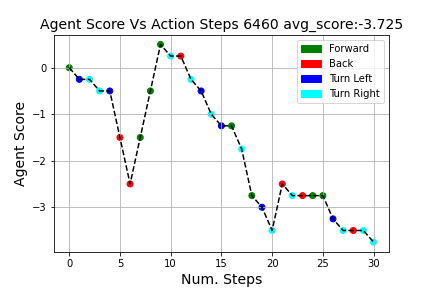 Agent Score Vs Action Steps 6460 avg_score:-3.725
Forward
Back
Turn Left
Turn Right
Agent Score
0
−1
−2
−3
0 5 10 15 20 25 30
Num. Steps